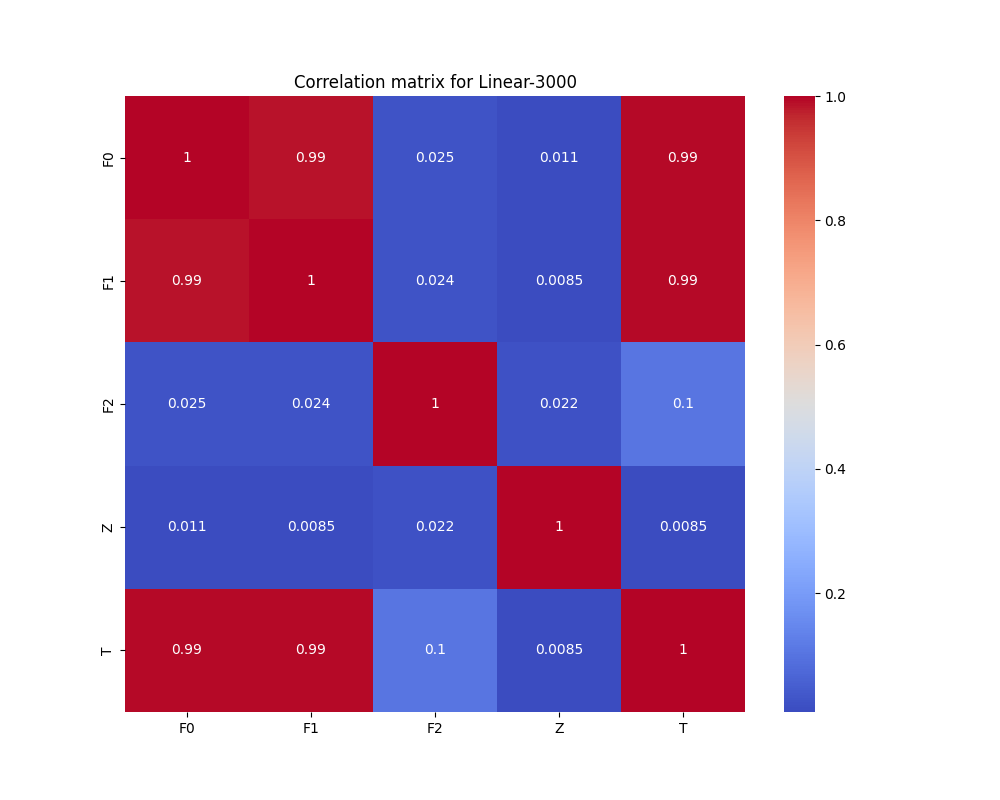 Correlation matrix for Linear-3000
F0 1 0.99 0.025 0.011 0.99
F1 0.99 1 0.024 0.0085 0.99
F2 0.025 0.024 1 0.022 0.1
Z 0.011 0.0085 0.022 1 0.0085
T 0.99 0.99 0.1 0.0085 1
F0 F1 F2 Z T
1.0
0.8
0.6
0.4
0.2